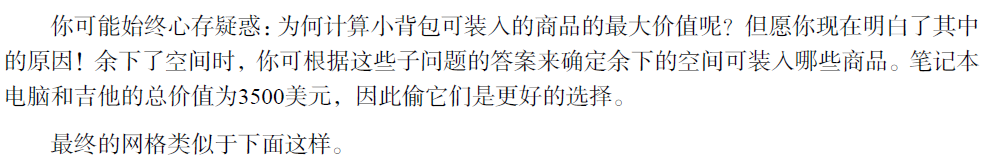 你可能始终心存疑惑：为何计算小背包可装入的商品的最大价值呢？但愿你现在明白了其中
的原因！余下了空间时，你可根据这些子问题的答案来确定余下的空间可装入哪些商品。笔记本
电脑和吉他的总价值为3500美元，因此偷它们是更好的选择。
最终的网格类似于下面这样。